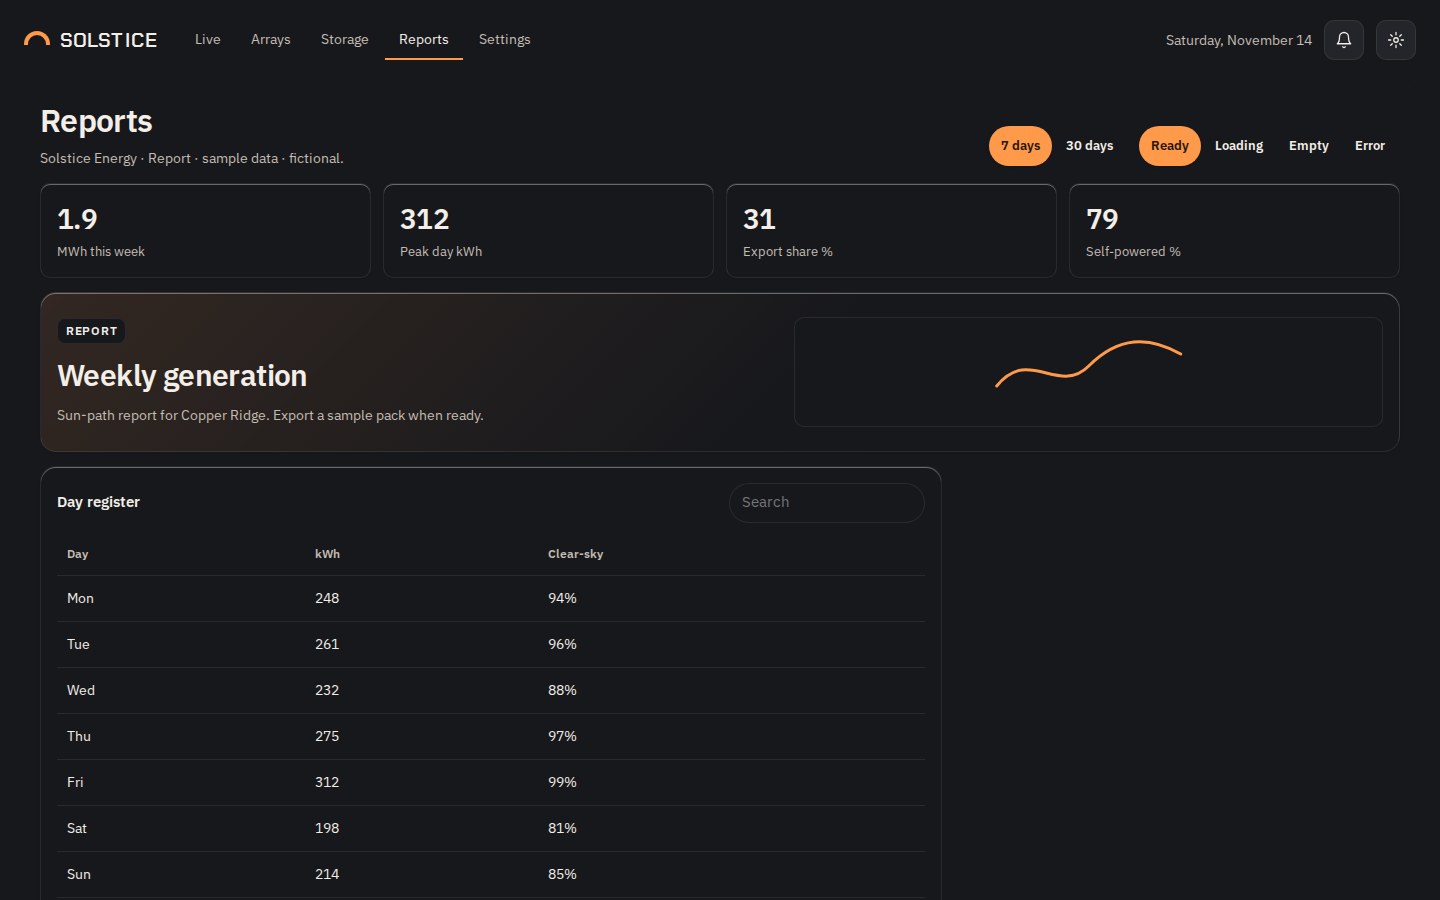 SOLSTICE Live Arrays Storage Reports Settings Saturday, November 14
Reports
Solstice Energy · Report · sample data · fictional.
7 days 30 days Ready Loading Empty Error
1.9 312 31 79
MWh this week Peak day kWh Export share % Self-powered %
REPORT
Weekly generation
Sun-path report for Copper Ridge. Export a sample pack when ready.
Day register Search
Day kWh Clear-sky
Mon 248 94%
Tue 261 96%
Wed 232 88%
Thu 275 97%
Fri 312 99%
Sat 198 81%
Sun 214 85%